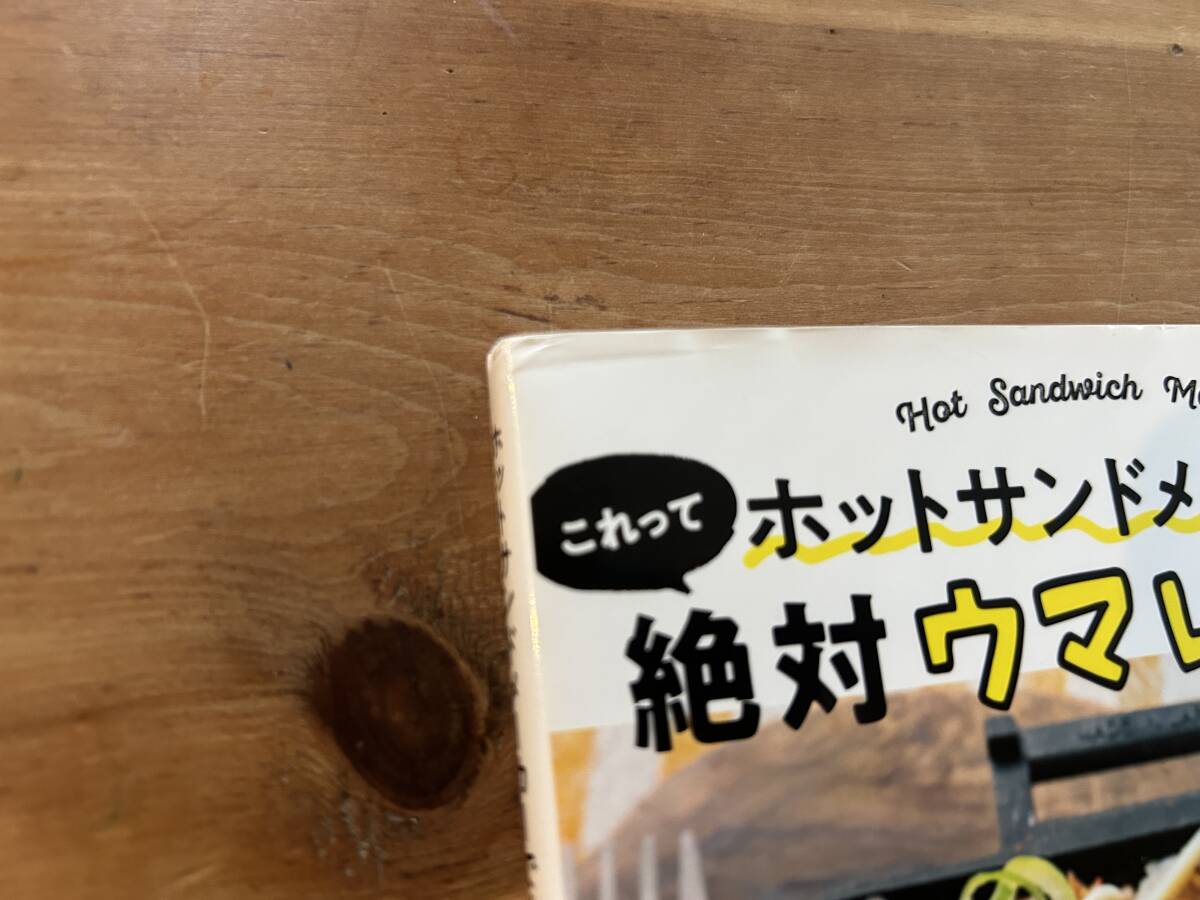 Hot Sandwich
これって
ホットサンドメ
絶対ウマ